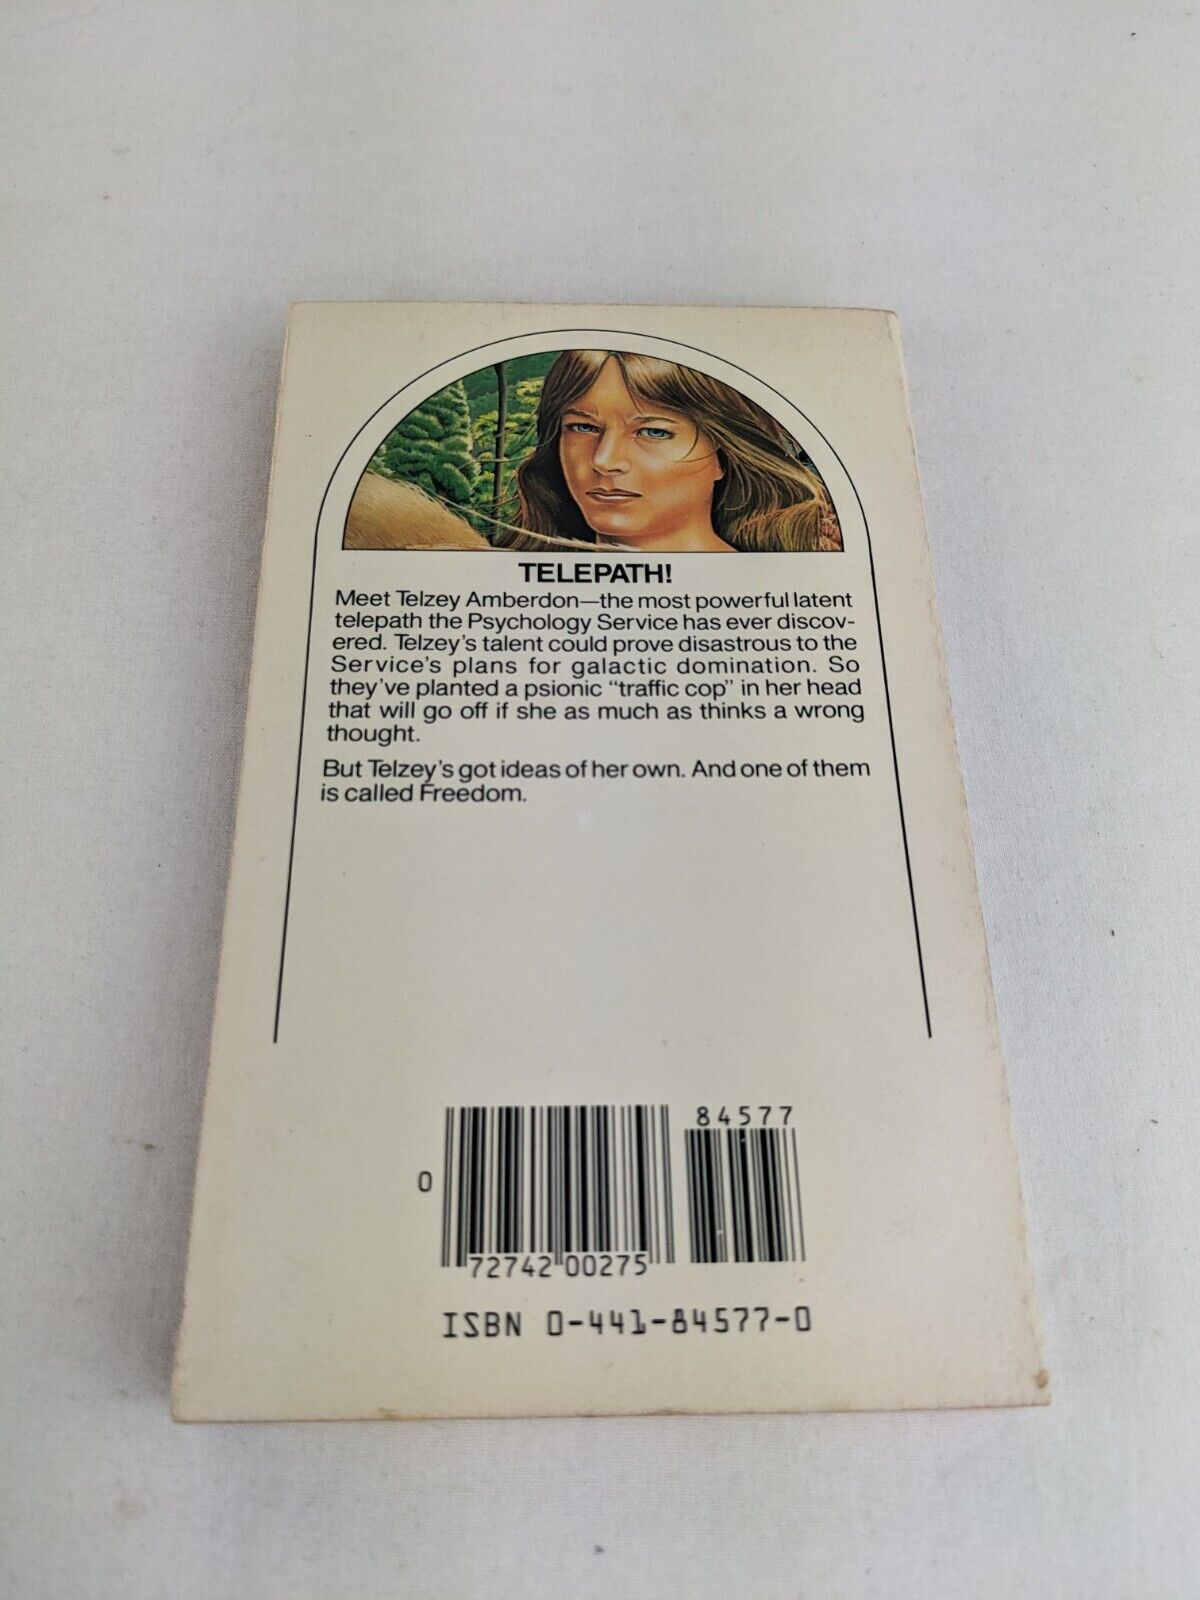 TELEPATH!
Meet Telzey Amberdon—the most powerful latent
telepath the Psychology Service has ever discov-
ered. Telzey's talent could prove disastrous to the
Service's plans for galactic domination. So
they've planted a psionic "traffic cop" in her head
that will go off if she as much as thinks a wrong
thought.
But Telzey's got ideas of her own. And one of them
is called Freedom.
84577
0
72742 00275
ISBN 0-441-84577-0